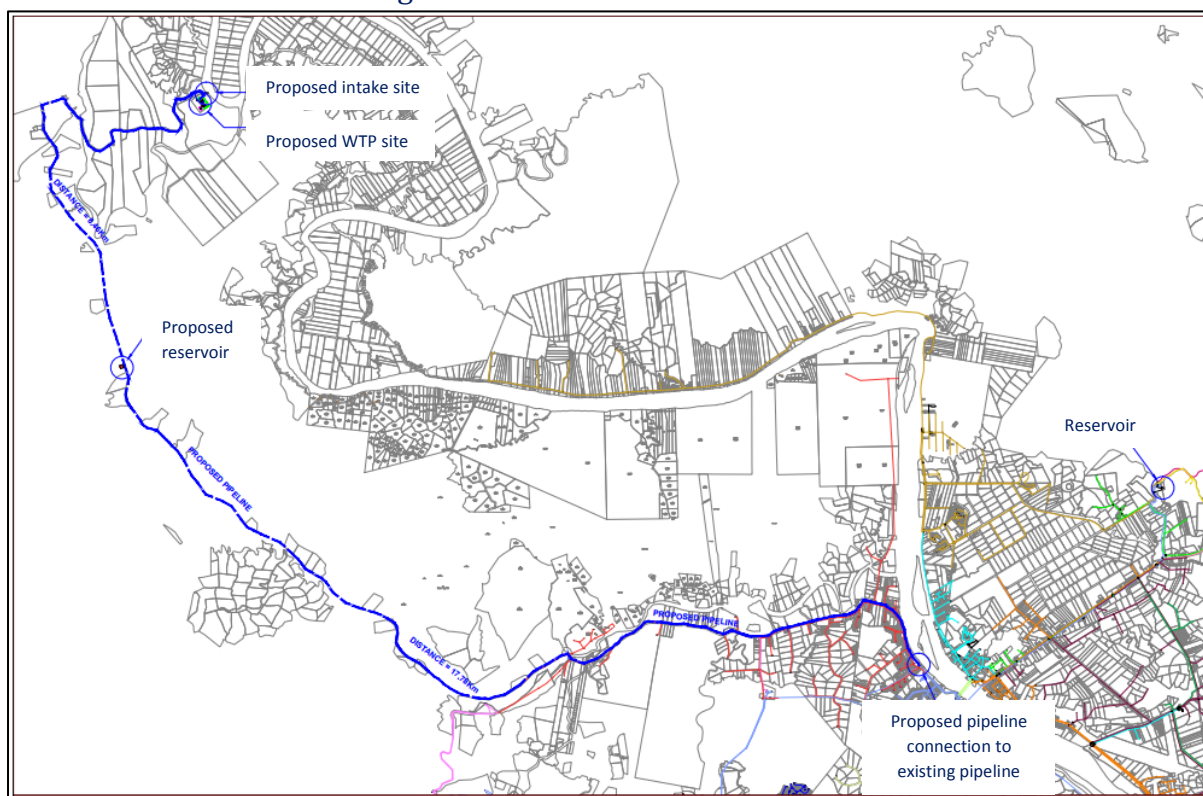 Proposed intake site
Proposed WTP site
Proposed
reservoir
PROPOSED PIPELINE
Reservoir
PROPOSED PIPELINE
DISTANCE = 17.78Km
Proposed pipeline
connection to
existing pipeline